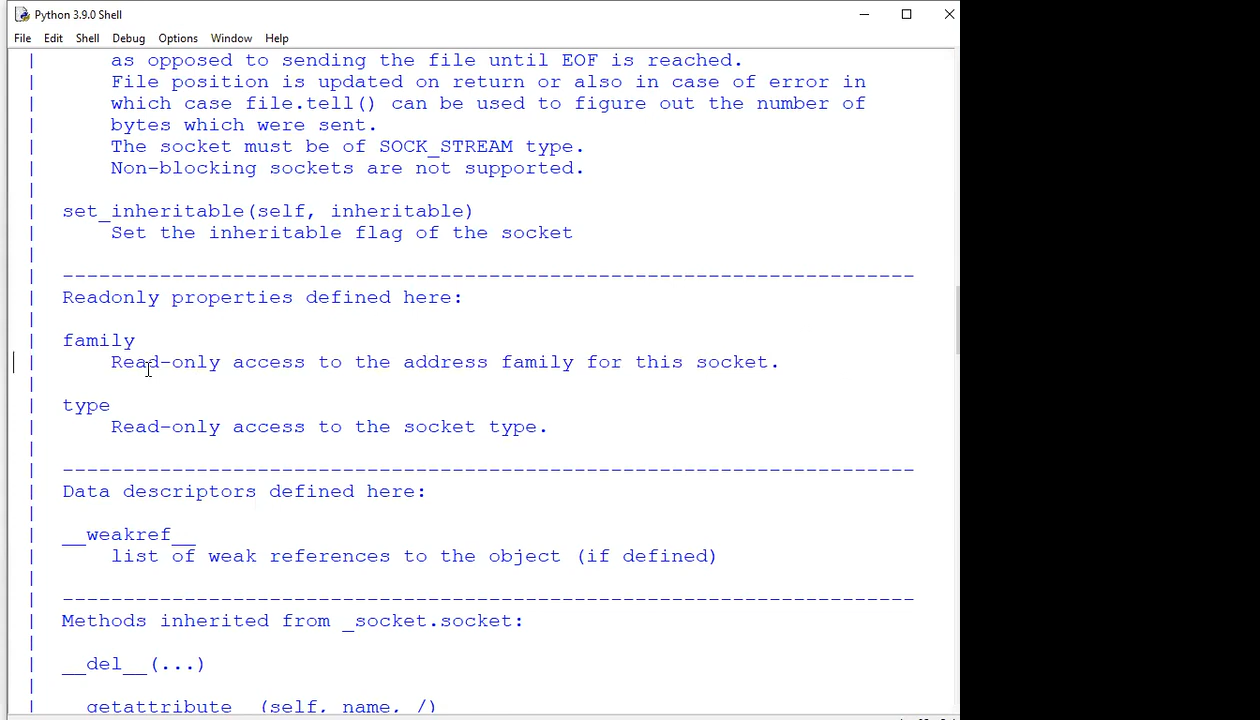 Python 3.9.0 Shell
File Edit Shell Debug Options Window Help
|      as opposed to sending the file until EOF is reached.
|      File position is updated on return or also in case of error in
|      which case file.tell() can be used to figure out the number of
|      bytes which were sent.
|      The socket must be of SOCK_STREAM type.
|      Non-blocking sockets are not supported.
|
|  set_inheritable(self, inheritable)
|      Set the inheritable flag of the socket
|
|  ----------------------------------------------------------------------
|  Readonly properties defined here:
|
|  family
|      Read-only access to the address family for this socket.
|
|  type
|      Read-only access to the socket type.
|
|  ----------------------------------------------------------------------
|  Data descriptors defined here:
|
|  __weakref__
|      list of weak references to the object (if defined)
|
|  ----------------------------------------------------------------------
|  Methods inherited from _socket.socket:
|
|  __del__(...)
|
|  __getattribute__(self, name, /)